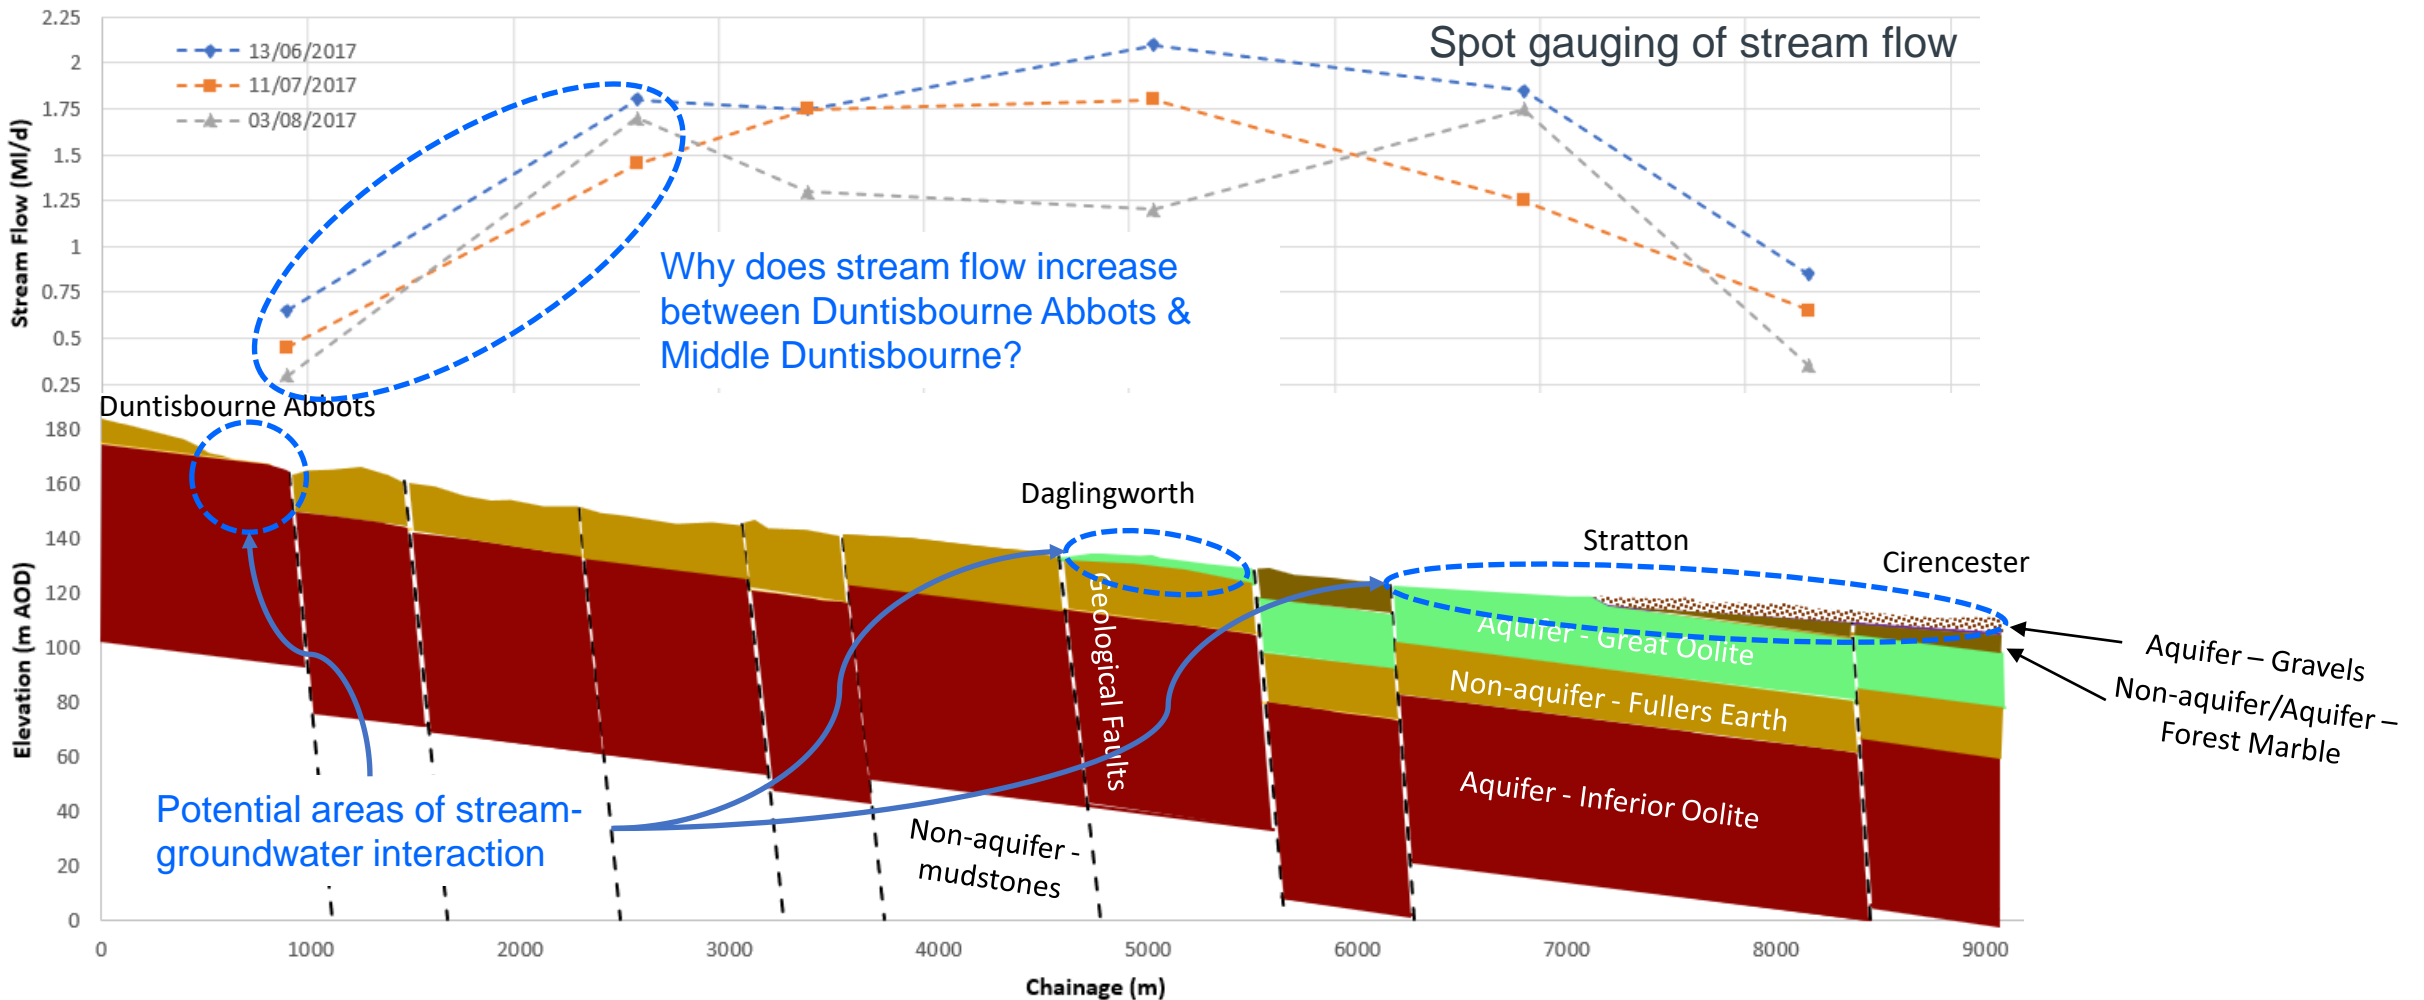 Spot gauging of stream flow
2.25
2
1.75
1.5
1.25
1
0.75
0.5
0.25
Stream Flow (Ml/d)
13/06/2017
11/07/2017
03/08/2017
Why does stream flow increase
between Duntisbourne Abbots &
Middle Duntisbourne?
Duntisbourne Abbots
Daglingworth
Stratton
Cirencester
180
160
140
120
100
80
60
40
20
0
Elevation (m AOD)
Geological Faults
Aquifer - Great Oolite
Non-aquifer - Fullers Earth
Aquifer - Inferior Oolite
Aquifer – Gravels
Non-aquifer/Aquifer –
Forest Marble
Potential areas of stream-
groundwater interaction
Non-aquifer -
mudstones
0
1000
2000
3000
4000
5000
6000
7000
8000
9000
Chainage (m)